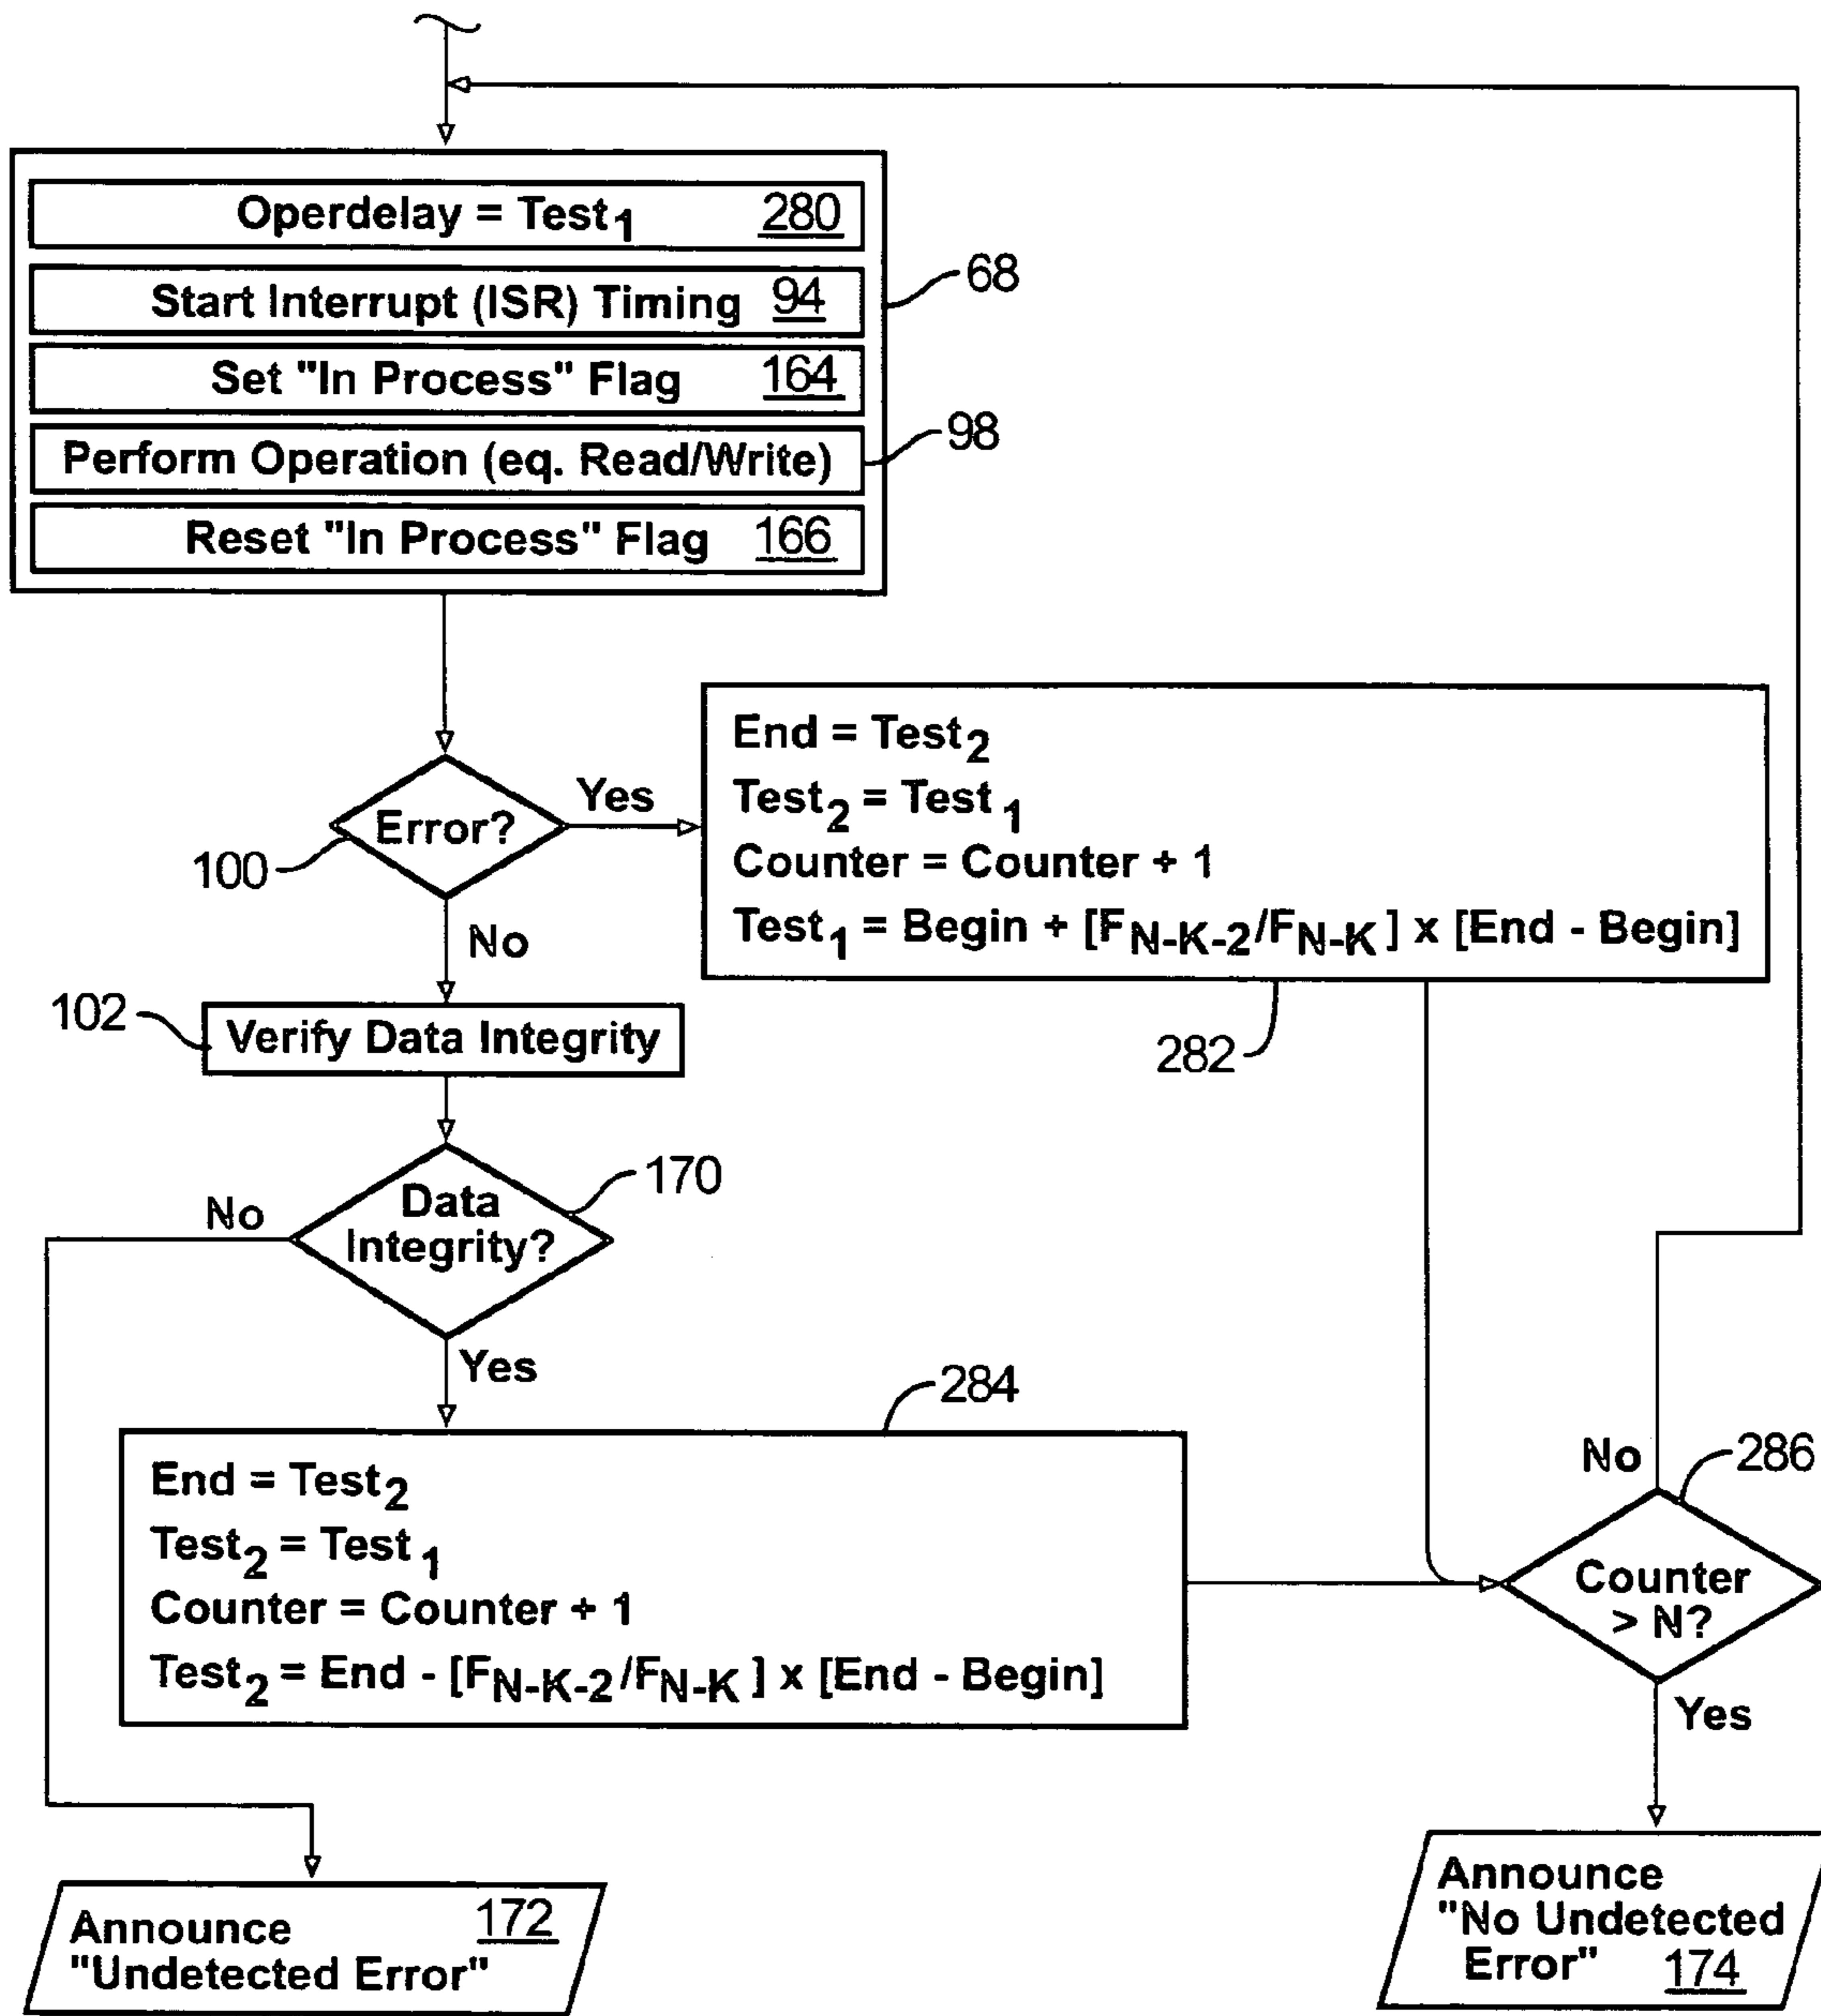 Operdelay = Test1 280
Start Interrupt (ISR) Timing 94
68
Set "In Process" Flag 164
Perform Operation (eq. Read/Write)
98
Reset "In Process" Flag 166
Error?
100
Yes
No
End = Test2
Test2 = Test1
Counter = Counter + 1
Test1 = Begin + [FN-K-2/FN-K] x [End - Begin]
282
102
Verify Data Integrity
Data
Integrity?
170
No
Yes
284
End = Test2
Test2 = Test1
Counter = Counter + 1
Test2 = End - [FN-K-2/FN-K] x [End - Begin]
No
286
Counter
> N?
Yes
Announce 172
"Undetected Error"
Announce
"No Undetected
Error" 174